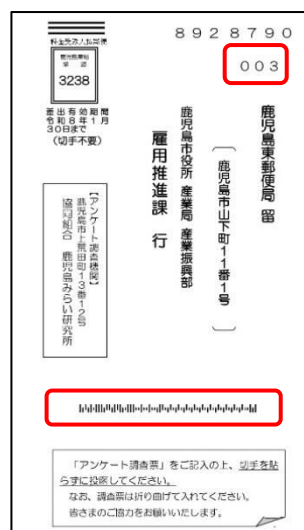 料金受取人払郵便
鹿児島東局
承認
3238
差出有効期間
令和8年1月
30日まで
(切手不要)
8928790
003
鹿児島東郵便局 留
鹿児島市山下町11番1号
鹿児島市役所 産業局 産業振興部
雇用推進課 行
【アンケート調査機関】
鹿児島市上荒田町13番12号
協同組合 鹿児島みらい研究所
「アンケート調査票」をご記入の上、切手を貼
らずに投函してください。
なお、調査票は折り曲げて入れてください。
皆さまのご協力をお願いいたします。